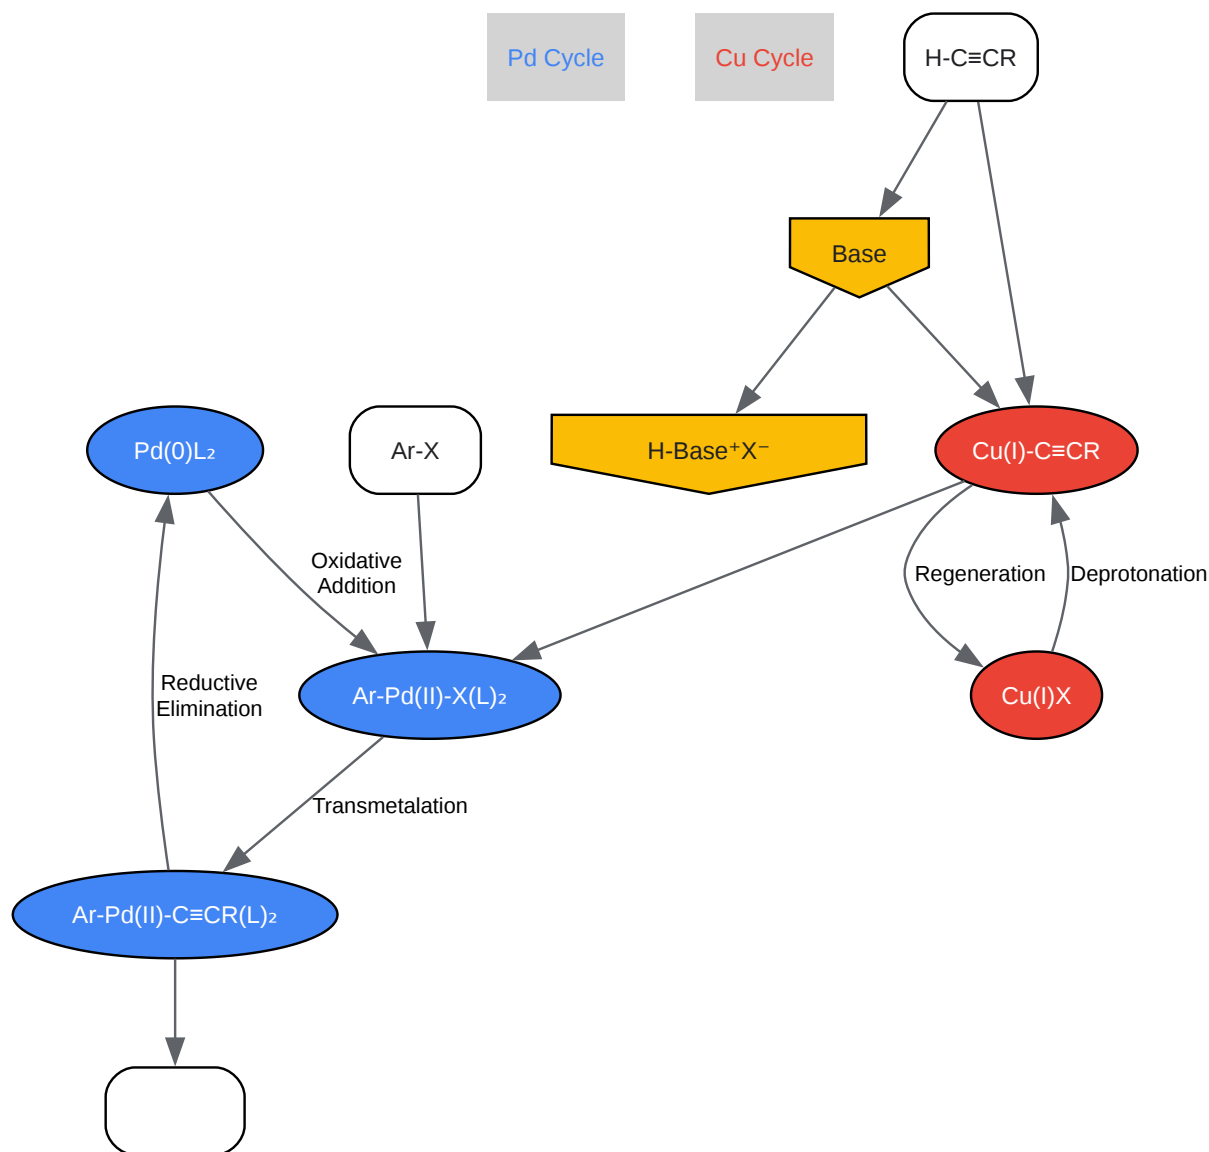 Pd Cycle
Cu Cycle
H-C≡CR
Base
Pd(0)L₂
Ar-X
H-Base⁺X⁻
Cu(I)-C≡CR
Oxidative
Addition
Regeneration
Deprotonation
Reductive
Elimination
Ar-Pd(II)-X(L)₂
Cu(I)X
Transmetalation
Ar-Pd(II)-C≡CR(L)₂